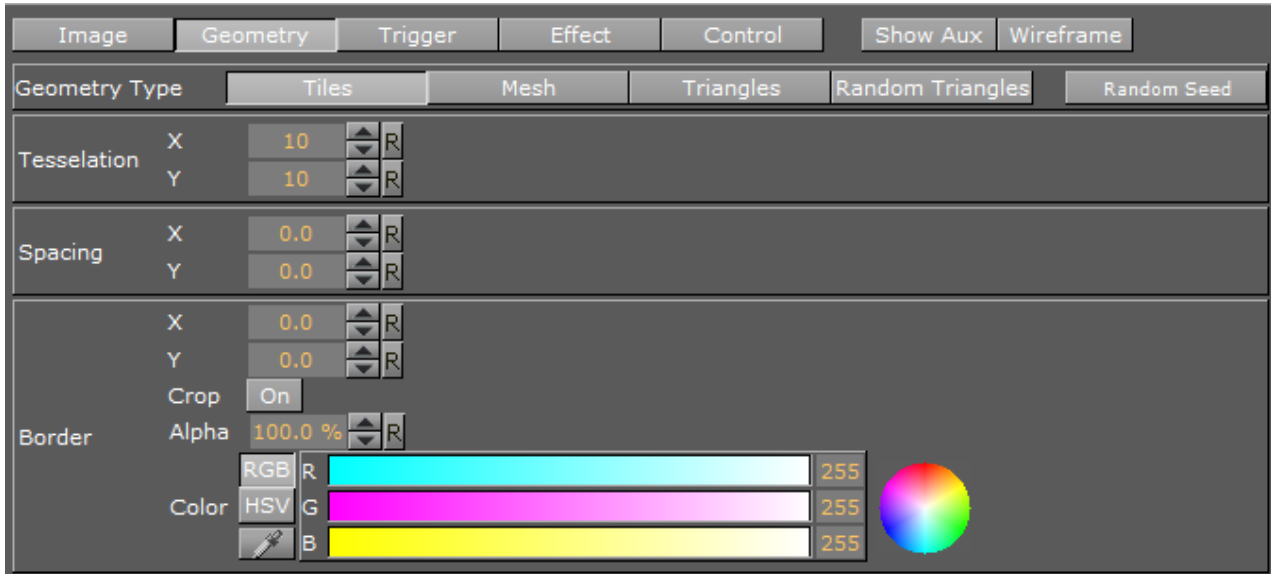 Image Geometry Trigger Effect Control Show Aux Wireframe
Geometry Type Tiles Mesh Triangles Random Triangles Random Seed
Tesselation
X 10 R
Y 10 R
Spacing
X 0.0 R
Y 0.0 R
Border
X 0.0 R
Y 0.0 R
Crop On
Alpha 100.0 % R
Color
RGB R 255
HSV G 255
B 255